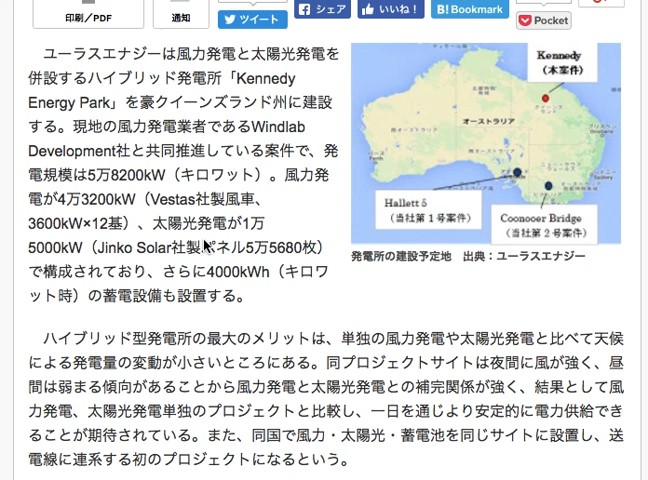 印刷／PDF
通知
ツイート
シェア
いいね！
B! Bookmark
Pocket
ユーラスエナジーは風力発電と太陽光発電を
併設するハイブリッド発電所「Kennedy
Energy Park」を豪クイーンズランド州に建設
する。現地の風力発電業者であるWindlab
Development社と共同推進している案件で、発
電規模は5万8200kW（キロワット）。風力発
電が4万3200kW（Vestas社製風車、
3600kW×12基）、太陽光発電が1万
5000kW（Jinko Solar社製パネル5万5680枚）
で構成されており、さらに4000kWh（キロワ
ット時）の蓄電設備も設置する。
Kennedy
（本案件）
オーストラリア
Hallett 5
（当社第１号案件）
Coonooer Bridge
（当社第２号案件）
発電所の建設予定地　出典：ユーラスエナジー
ハイブリッド型発電所の最大のメリットは、単独の風力発電や太陽光発電と比べて天候
による発電量の変動が小さいところにある。同プロジェクトサイトは夜間に風が強く、昼
間は弱まる傾向があることから風力発電と太陽光発電との補完関係が強く、結果として風
力発電、太陽光発電単独のプロジェクトと比較し、一日を通じより安定的に電力供給でき
ることが期待されている。また、同国で風力・太陽光・蓄電池を同じサイトに設置し、送
電線に連系する初のプロジェクトになるという。